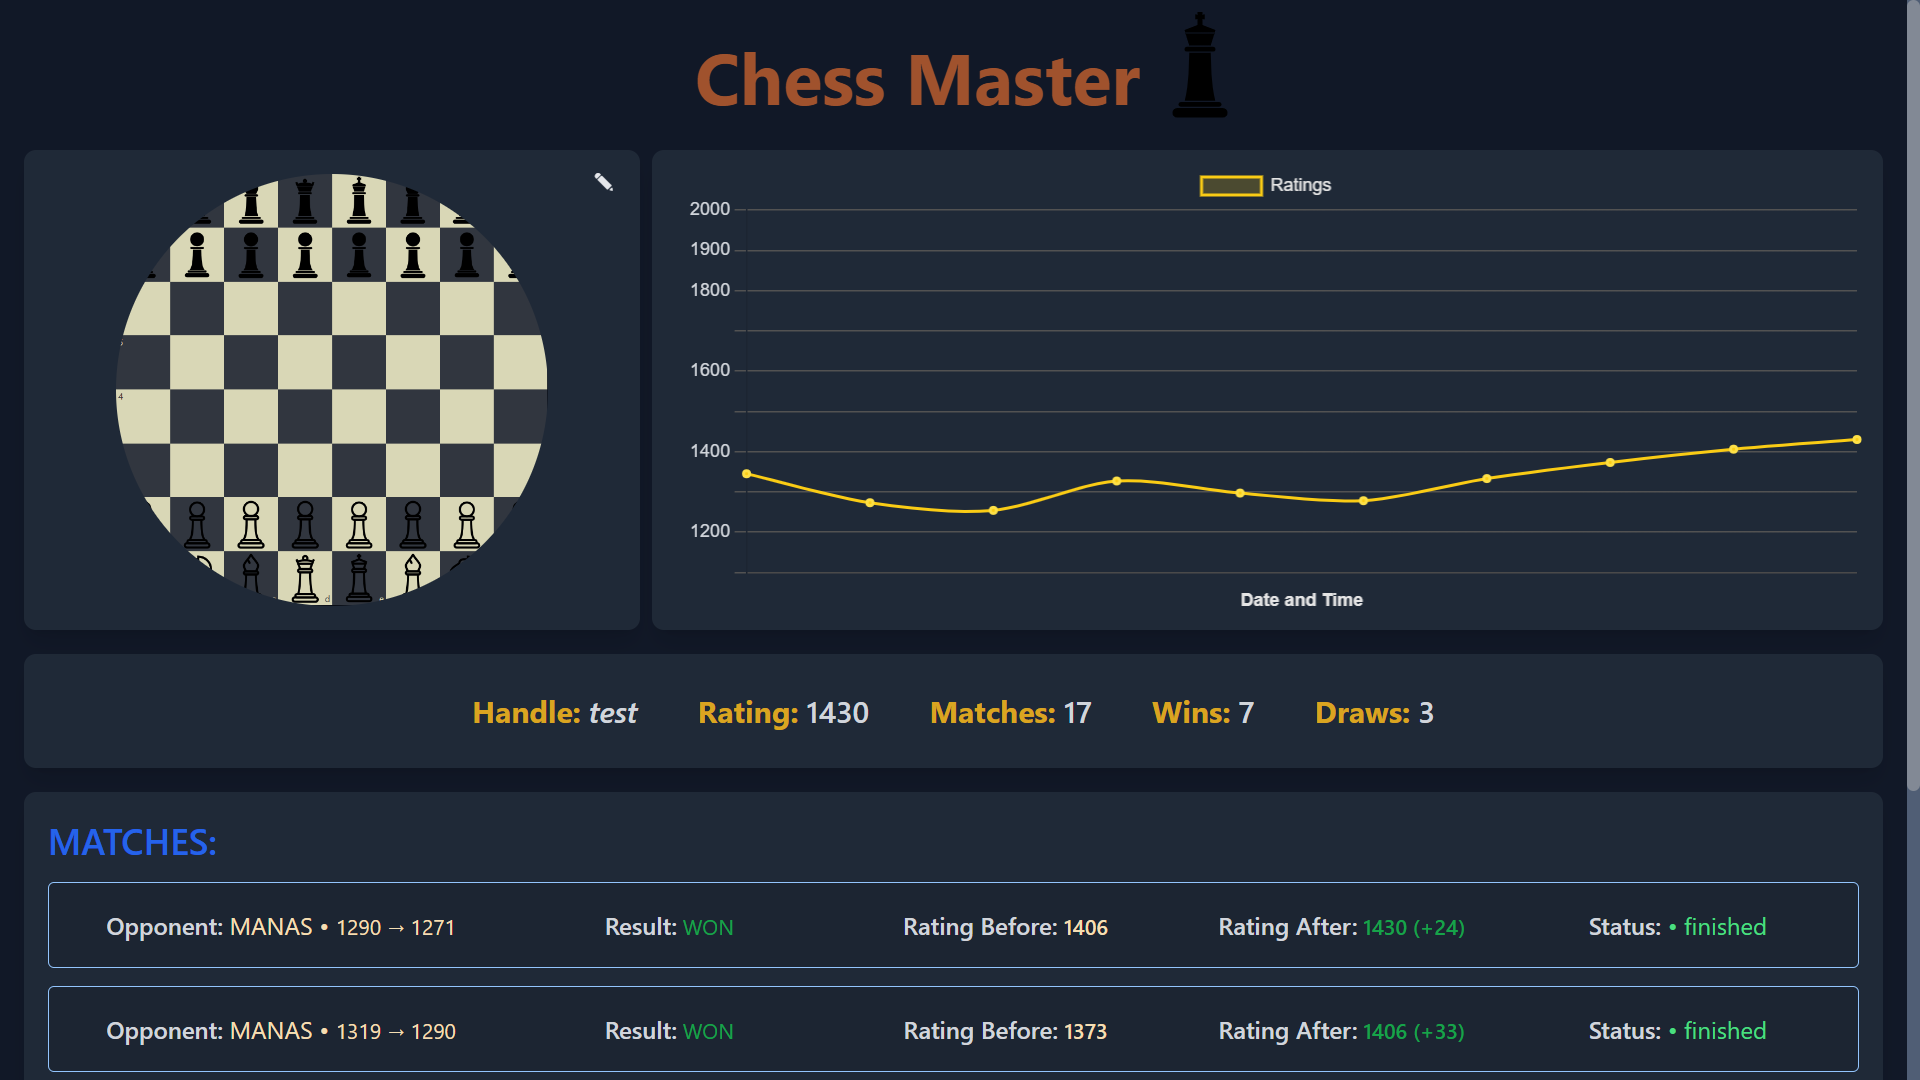 Chess Master
Ratings
2000
1900
1800
1600
1400
1200
Date and Time
4
d
Handle: test Rating: 1430 Matches: 17 Wins: 7 Draws: 3
MATCHES:
Opponent: MANAS • 1290 → 1271 Result: WON Rating Before: 1406 Rating After: 1430 (+24) Status: • finished
Opponent: MANAS • 1319 → 1290 Result: WON Rating Before: 1373 Rating After: 1406 (+33) Status: • finished